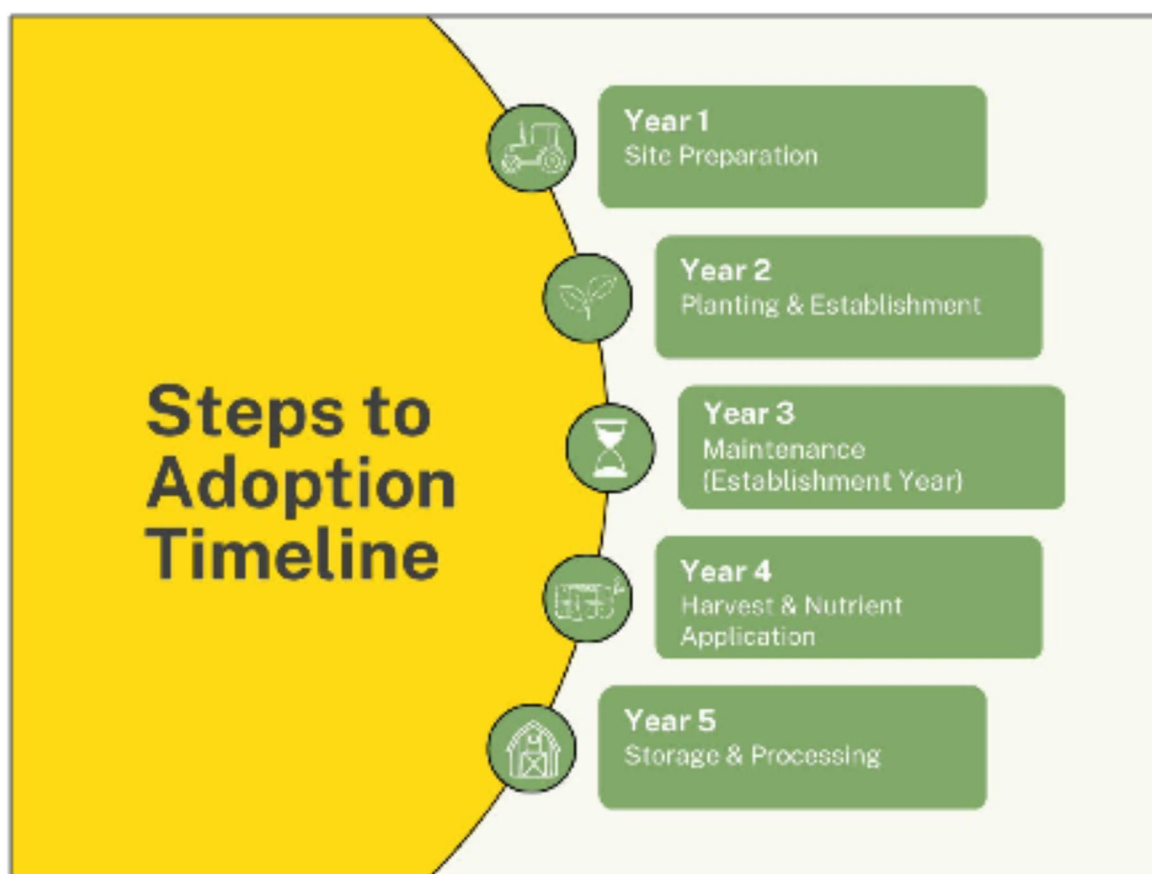 Steps to
Adoption
Timeline
Year 1
Site Preparation
Year 2
Planting & Establishment
Year 3
Maintenance
(Establishment Year)
Year 4
Harvest & Nutrient
Application
Year 5
Storage & Processing